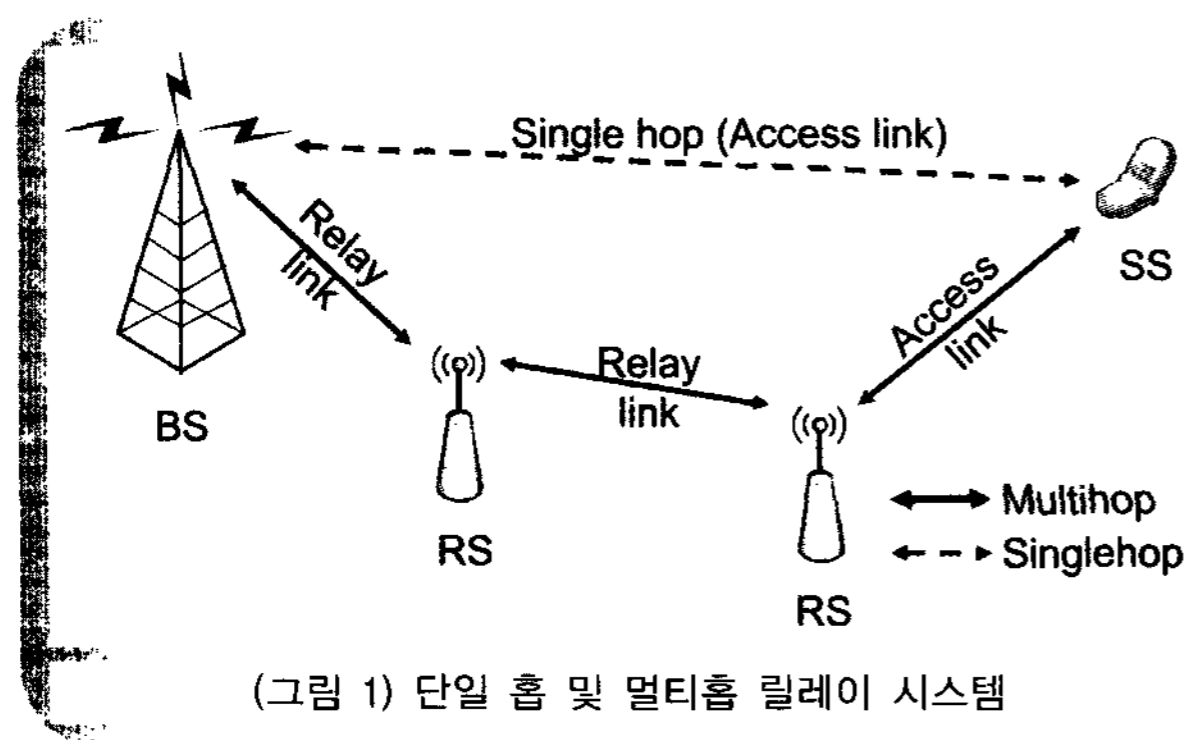 Single hop (Access link)
Relay
link
SS
Access
link
Relay
link
BS
RS
Multihop
Singlehop
RS
(그림 1) 단일 홉 및 멀티홉 릴레이 시스템